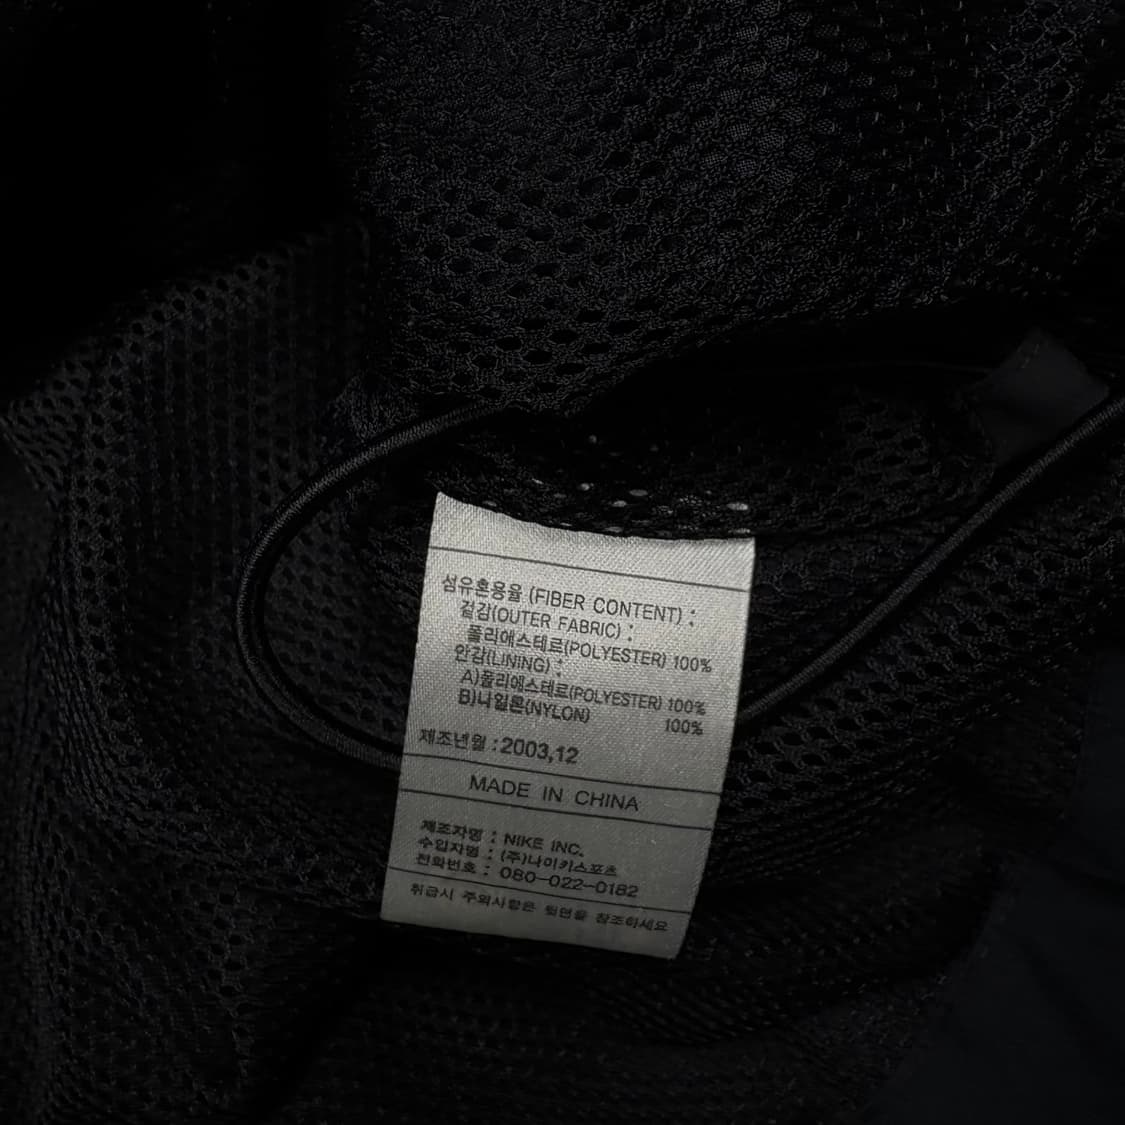 섬유혼용율 (FIBER CONTENT) :
겉감(OUTER FABRIC) :
폴리에스테르(POLYESTER) 100%
안감(LINING) :
A)폴리에스테르(POLYESTER) 100%
B)나일론(NYLON) 100%
제조년월 : 2003,12
MADE IN CHINA
제조자명 : NIKE INC.
수입자명 : (주)나이키스포츠
전화번호 : 080-022-0182
취급시 주의사항은 뒷면을 참조하세요